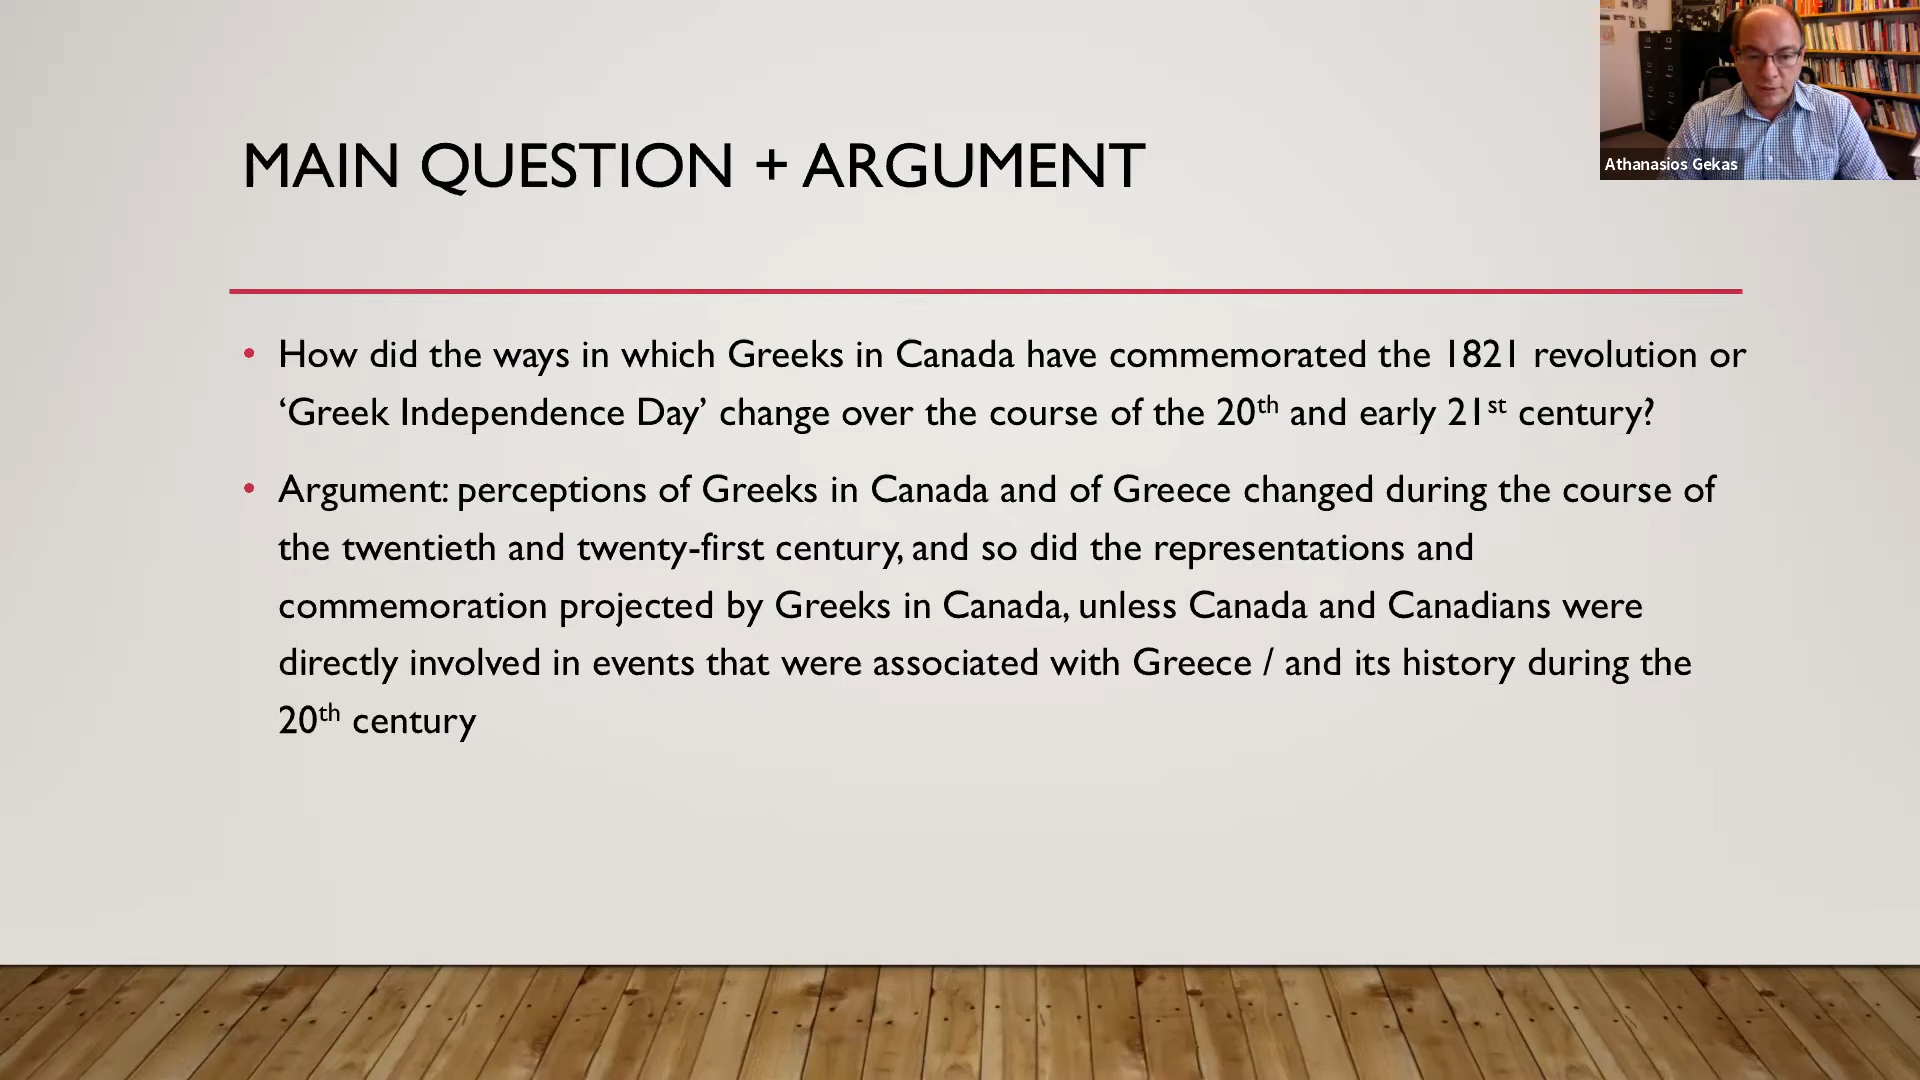 MAIN QUESTION + ARGUMENT
Athanasios Gekas
• How did the ways in which Greeks in Canada have commemorated the 1821 revolution or
‘Greek Independence Day’ change over the course of the 20th and early 21st century?
• Argument: perceptions of Greeks in Canada and of Greece changed during the course of
the twentieth and twenty-first century, and so did the representations and
commemoration projected by Greeks in Canada, unless Canada and Canadians were
directly involved in events that were associated with Greece / and its history during the
20th century